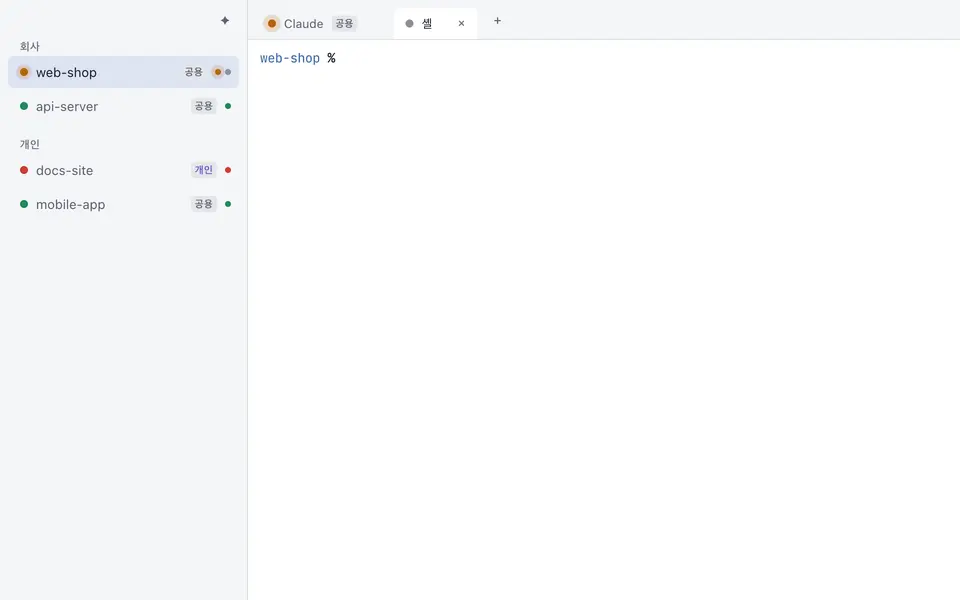 회사
web-shop 공용
api-server 공용
개인
docs-site 개인
mobile-app 공용
Claude 공용 셸 × +
web-shop %